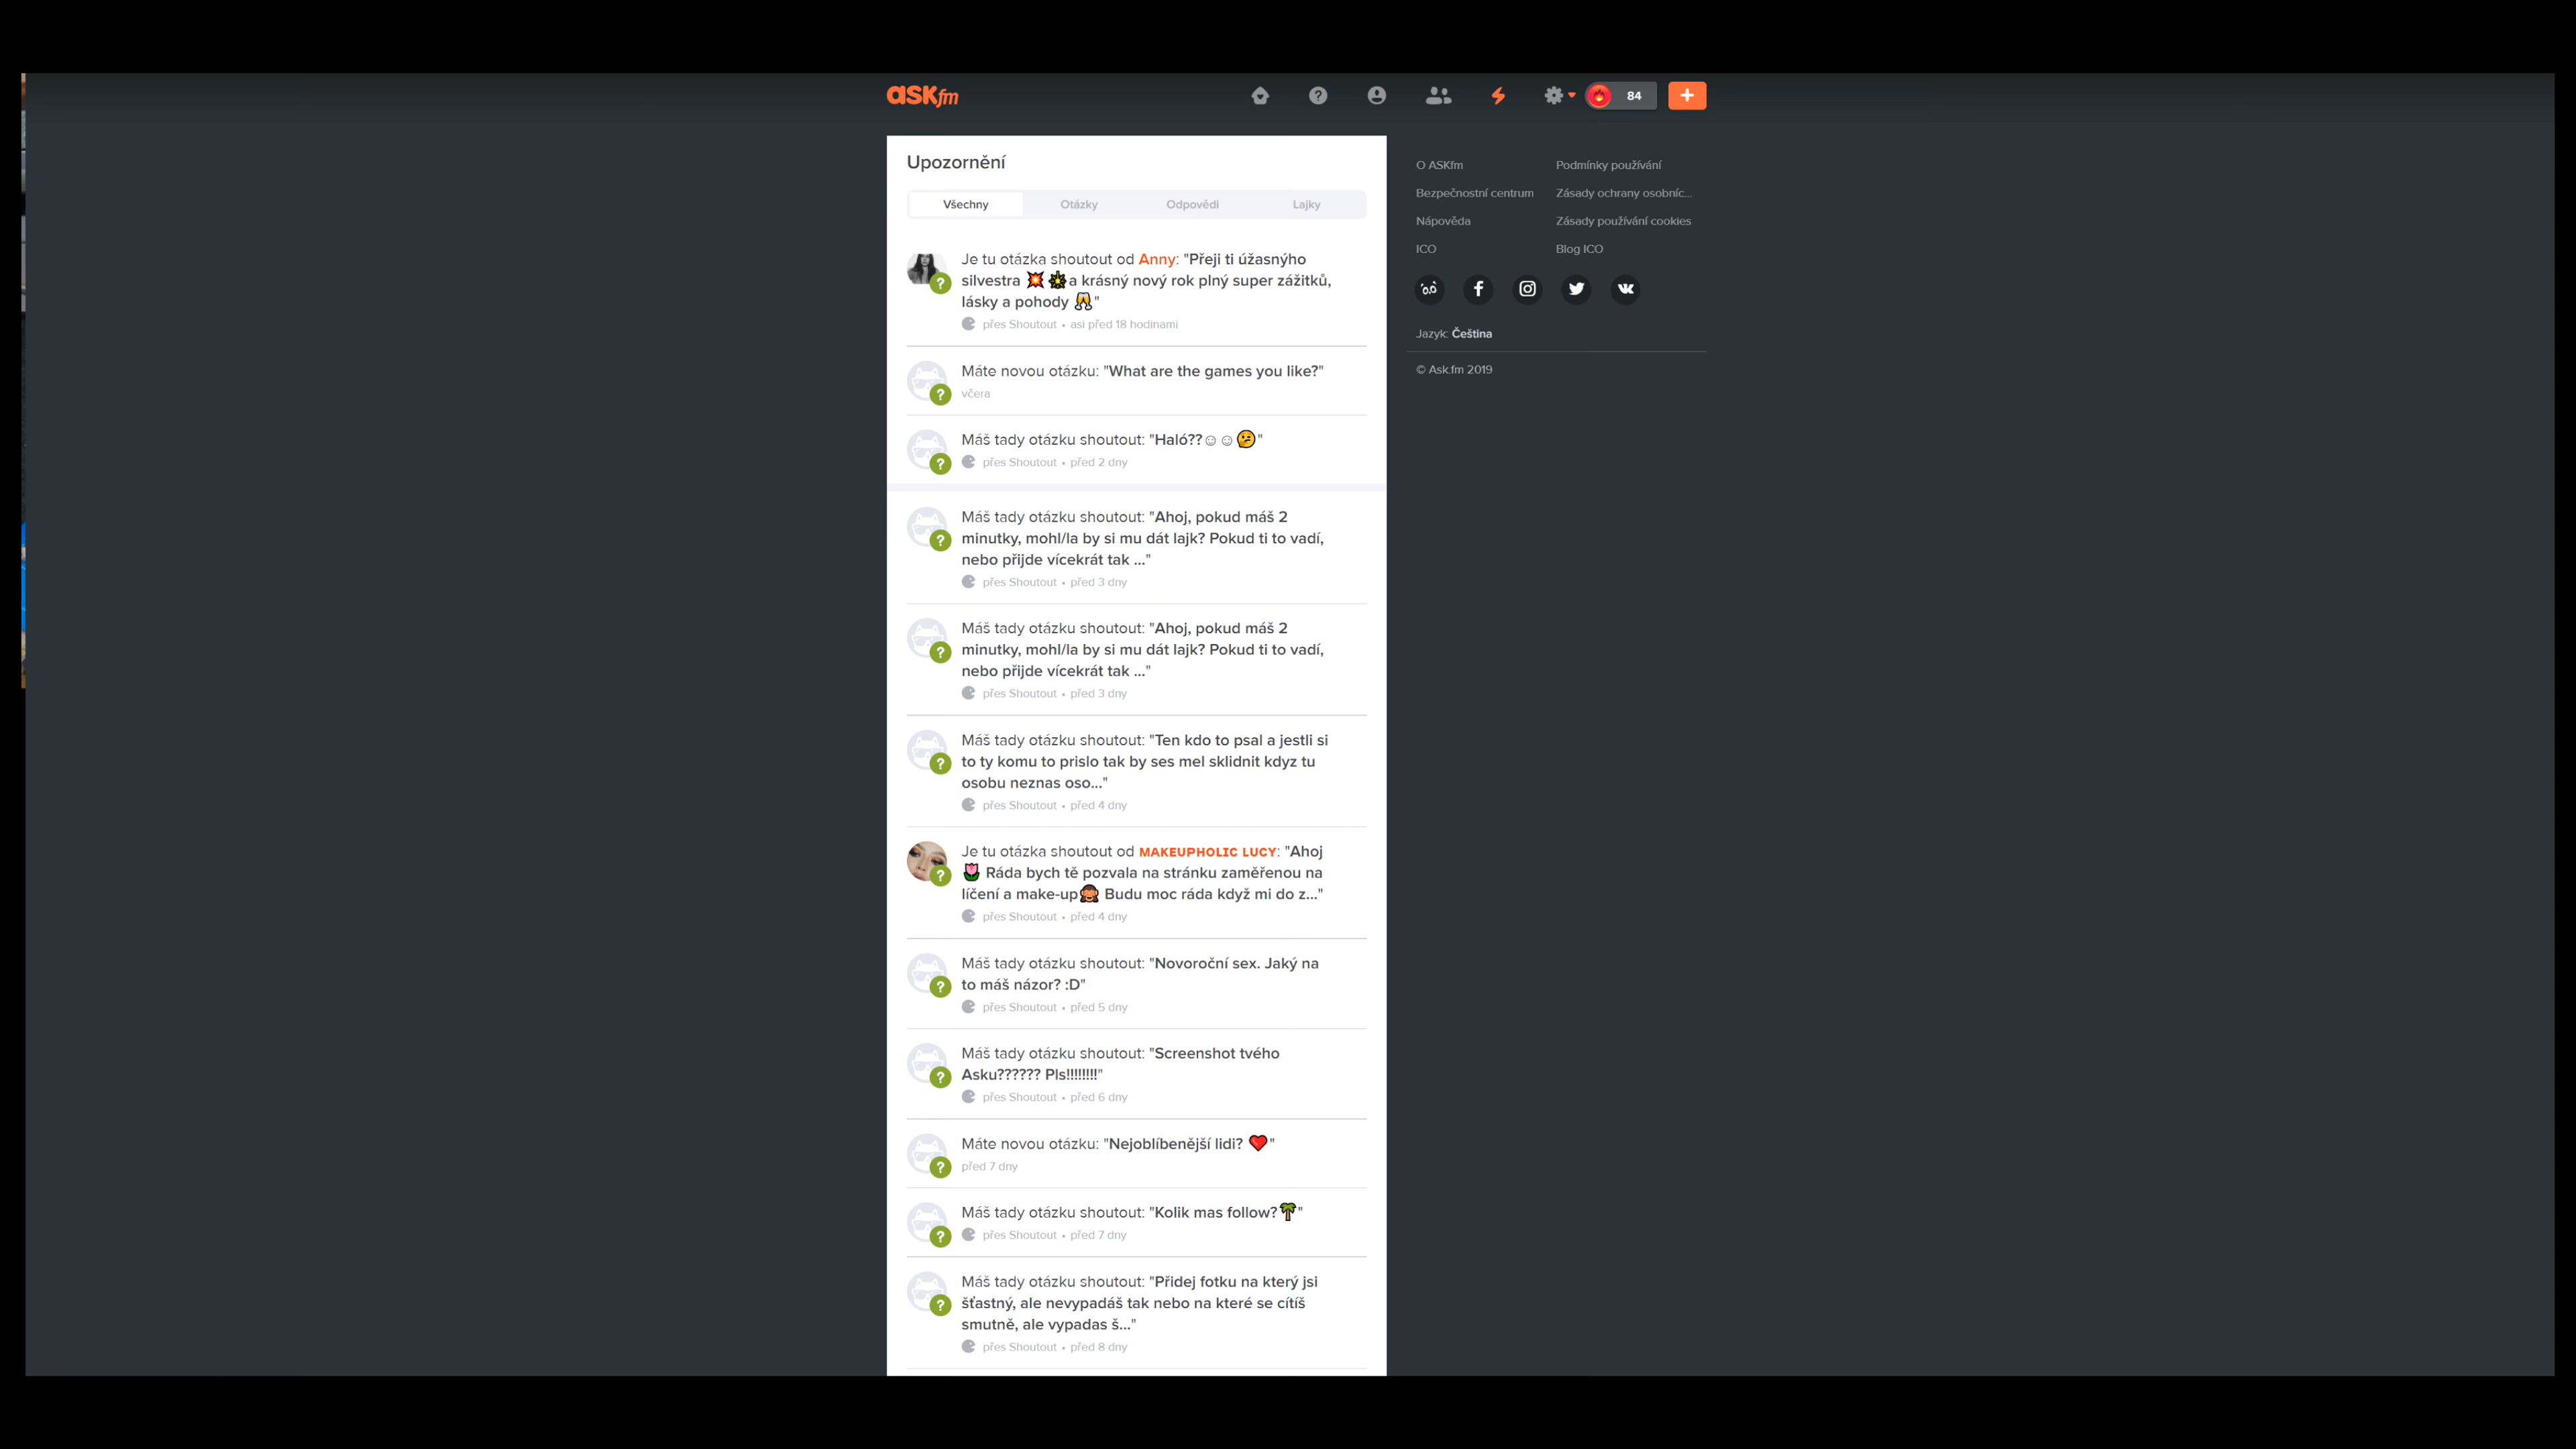 ASKfm
84
Upozornění
Všechny
Otázky
Odpovědi
Lajky
Je tu otázka shoutout od Anny: "Přeji ti úžasnýho
silvestra 💥 🎇a krásný nový rok plný super zážitků,
lásky a pohody 🥂"
přes Shoutout • asi před 18 hodinami
Máte novou otázku: "What are the games you like?"
včera
Máš tady otázku shoutout: "Haló??☺☺🤔"
přes Shoutout • před 2 dny
Máš tady otázku shoutout: "Ahoj, pokud máš 2
minutky, mohl/la by si mu dát lajk? Pokud ti to vadí,
nebo přijde vícekrát tak ..."
přes Shoutout • před 3 dny
Máš tady otázku shoutout: "Ahoj, pokud máš 2
minutky, mohl/la by si mu dát lajk? Pokud ti to vadí,
nebo přijde vícekrát tak ..."
přes Shoutout • před 3 dny
Máš tady otázku shoutout: "Ten kdo to psal a jestli si
to ty komu to prislo tak by ses mel sklidnit kdyz tu
osobu neznas oso..."
přes Shoutout • před 4 dny
Je tu otázka shoutout od ᴍᴀᴋᴇᴜᴘʜᴏʟɪᴄ ʟᴜᴄʏ: "Ahoj
🌷 Ráda bych tě pozvala na stránku zaměřenou na
líčení a make-up🙈 Budu moc ráda když mi do z..."
přes Shoutout • před 4 dny
Máš tady otázku shoutout: "Novoroční sex. Jaký na
to máš názor? :D"
přes Shoutout • před 5 dny
Máš tady otázku shoutout: "Screenshot tvého
Asku?????? Pls!!!!!!!!"
přes Shoutout • před 6 dny
Máte novou otázku: "Nejoblíbenější lidi? ❤"
před 7 dny
Máš tady otázku shoutout: "Kolik mas follow?🌴"
přes Shoutout • před 7 dny
Máš tady otázku shoutout: "Přidej fotku na který jsi
šťastný, ale nevypadáš tak nebo na které se cítíš
smutně, ale vypadas š..."
přes Shoutout • před 8 dny
O ASKfm
Podmínky používání
Bezpečnostní centrum
Zásady ochrany osobníc...
Nápověda
Zásady používání cookies
ICO
Blog ICO
Jazyk: Čeština
© Ask.fm 2019